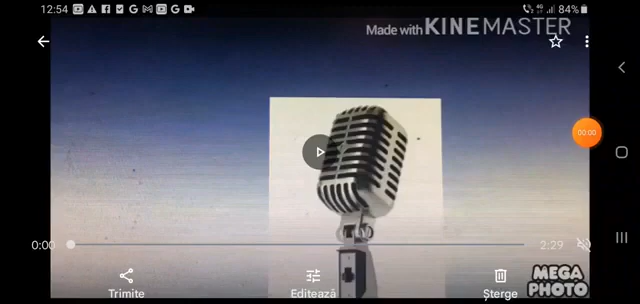 12:54
84%
Made with KINEMASTER
00:00
0:00
2:29
Trimite
Editează
Șterge
MEGA
PHOTO